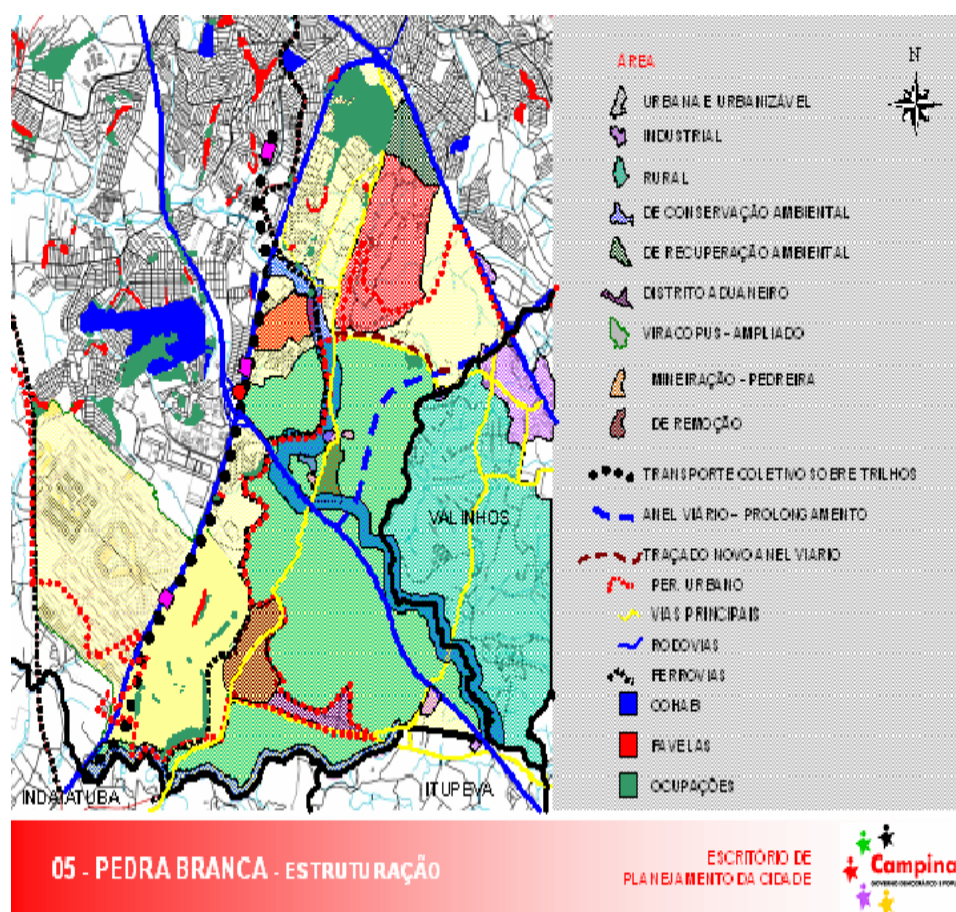 ÁREA
N
URBANA E URBANIZÁVEL
INDUSTRIAL
RURAL
DE CONSERVAÇÃO AMBIENTAL
DE RECUPERAÇÃO AMBIENTAL
DISTRITO ADUANEIRO
VIRACOPUS - AMPLIADO
MINEIRAÇÃO - PEDREIRA
DE REMOÇÃO
TRANSPORTE COLETIVO SOBRE TRILHOS
ANEL VIÁRIO - PROLONGAMENTO
TRAÇADO NOVO ANEL VIARIO
PER. URBANO
VIAS PRINCIPAIS
RODOVIAS
FERROVIAS
COHAB
FAVELAS
OCUPAÇÕES
VALINHOS
INDAIATUBA
ITUPEVA
05 - PEDRA BRANCA - ESTRUTURAÇÃO
ESCRITÓRIO DE
PLANEJAMENTO DA CIDADE
Campina